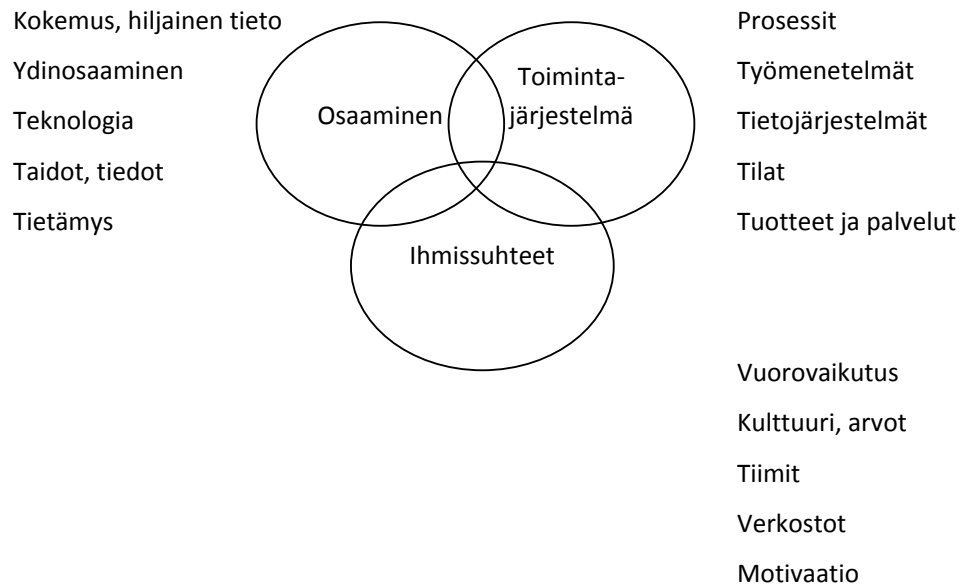 Kokemus, hiljainen tieto
Ydinosaaminen
Teknologia
Taidot, tiedot
Tietämys
Osaaminen
Toiminta-
järjestelmä
Ihmissuhteet
Prosessit
Työmenetelmät
Tietojärjestelmät
Tilat
Tuotteet ja palvelut
Vuorovaikutus
Kulttuuri, arvot
Tiimit
Verkostot
Motivaatio